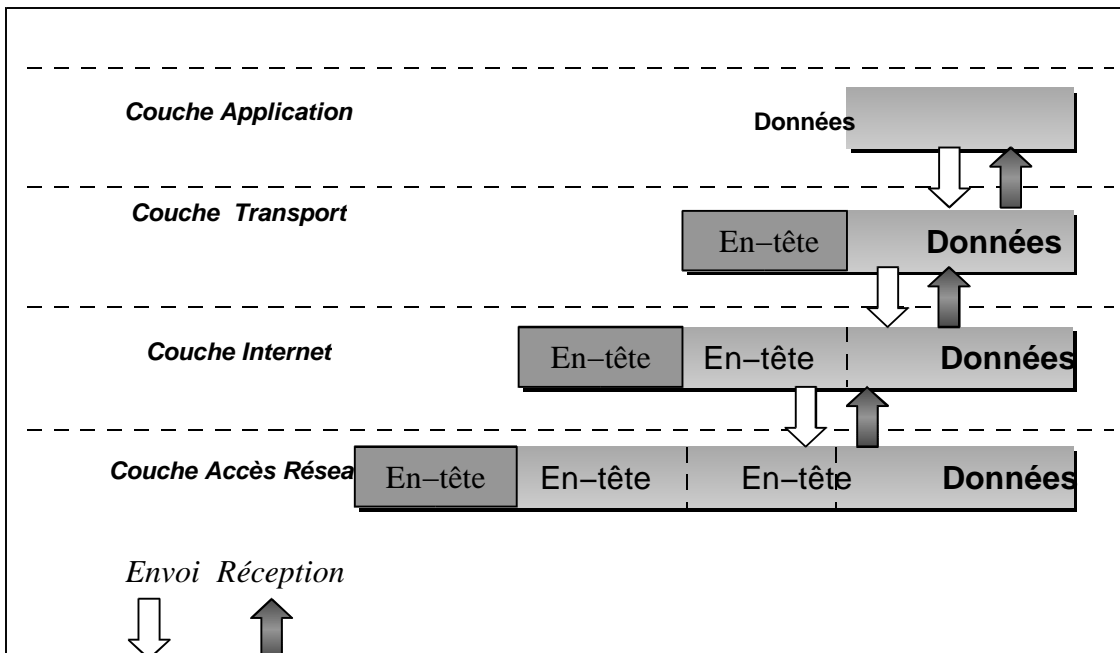 Couche Application
Données
Couche Transport
En−tête Données
Couche Internet
En−tête En−tête Données
Couche Accès Résea
En−tête En−tête En−tête Données
Envoi Réception